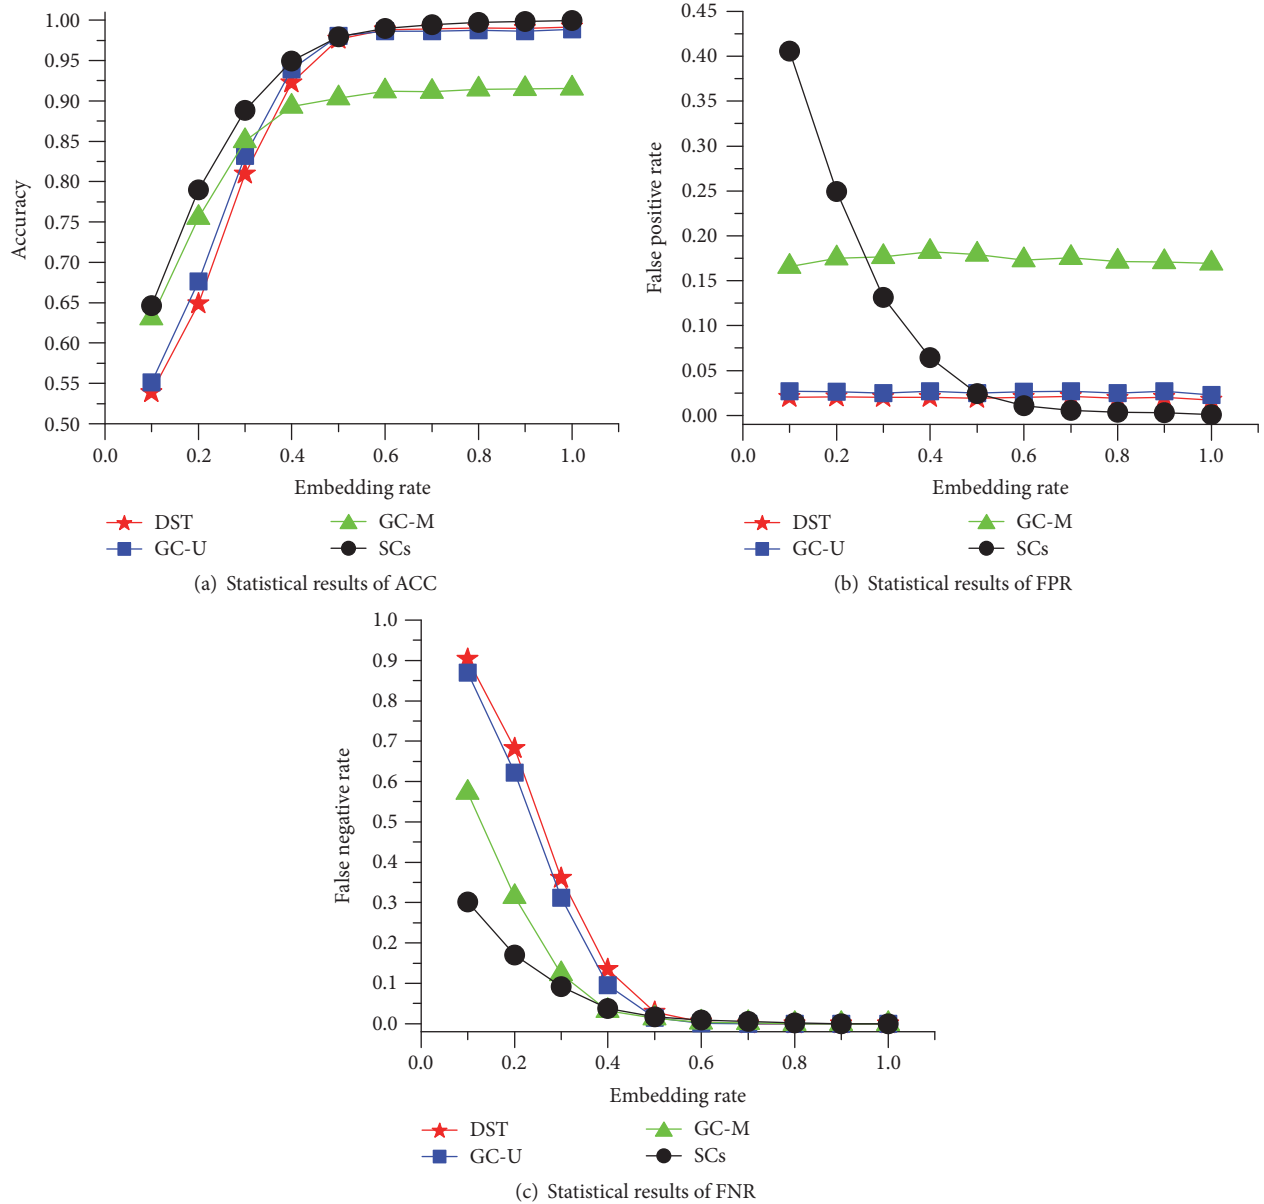 1.00
0.95
0.90
0.85
0.80
0.75
0.70
0.65
0.60
0.55
0.50
Accuracy
0.0 0.2 0.4 0.6 0.8 1.0
Embedding rate
DST GC-M
GC-U SCs
(a) Statistical results of ACC
0.45
0.40
0.35
0.30
0.25
0.20
0.15
0.10
0.05
0.00
False positive rate
0.0 0.2 0.4 0.6 0.8 1.0
Embedding rate
DST GC-M
GC-U SCs
(b) Statistical results of FPR
1.0
0.9
0.8
0.7
0.6
0.5
0.4
0.3
0.2
0.1
0.0
False negative rate
0.0 0.2 0.4 0.6 0.8 1.0
Embedding rate
DST GC-M
GC-U SCs
(c) Statistical results of FNR